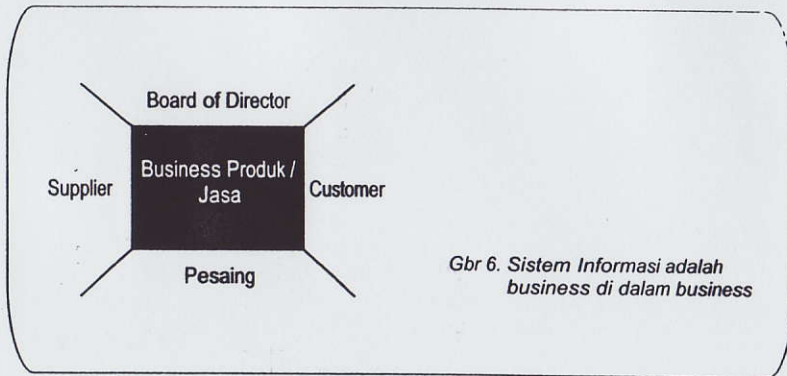 Board of Director
Business Produk /
Jasa
Supplier
Customer
Pesaing
Gbr 6. Sistem Informasi adalah
business di dalam business